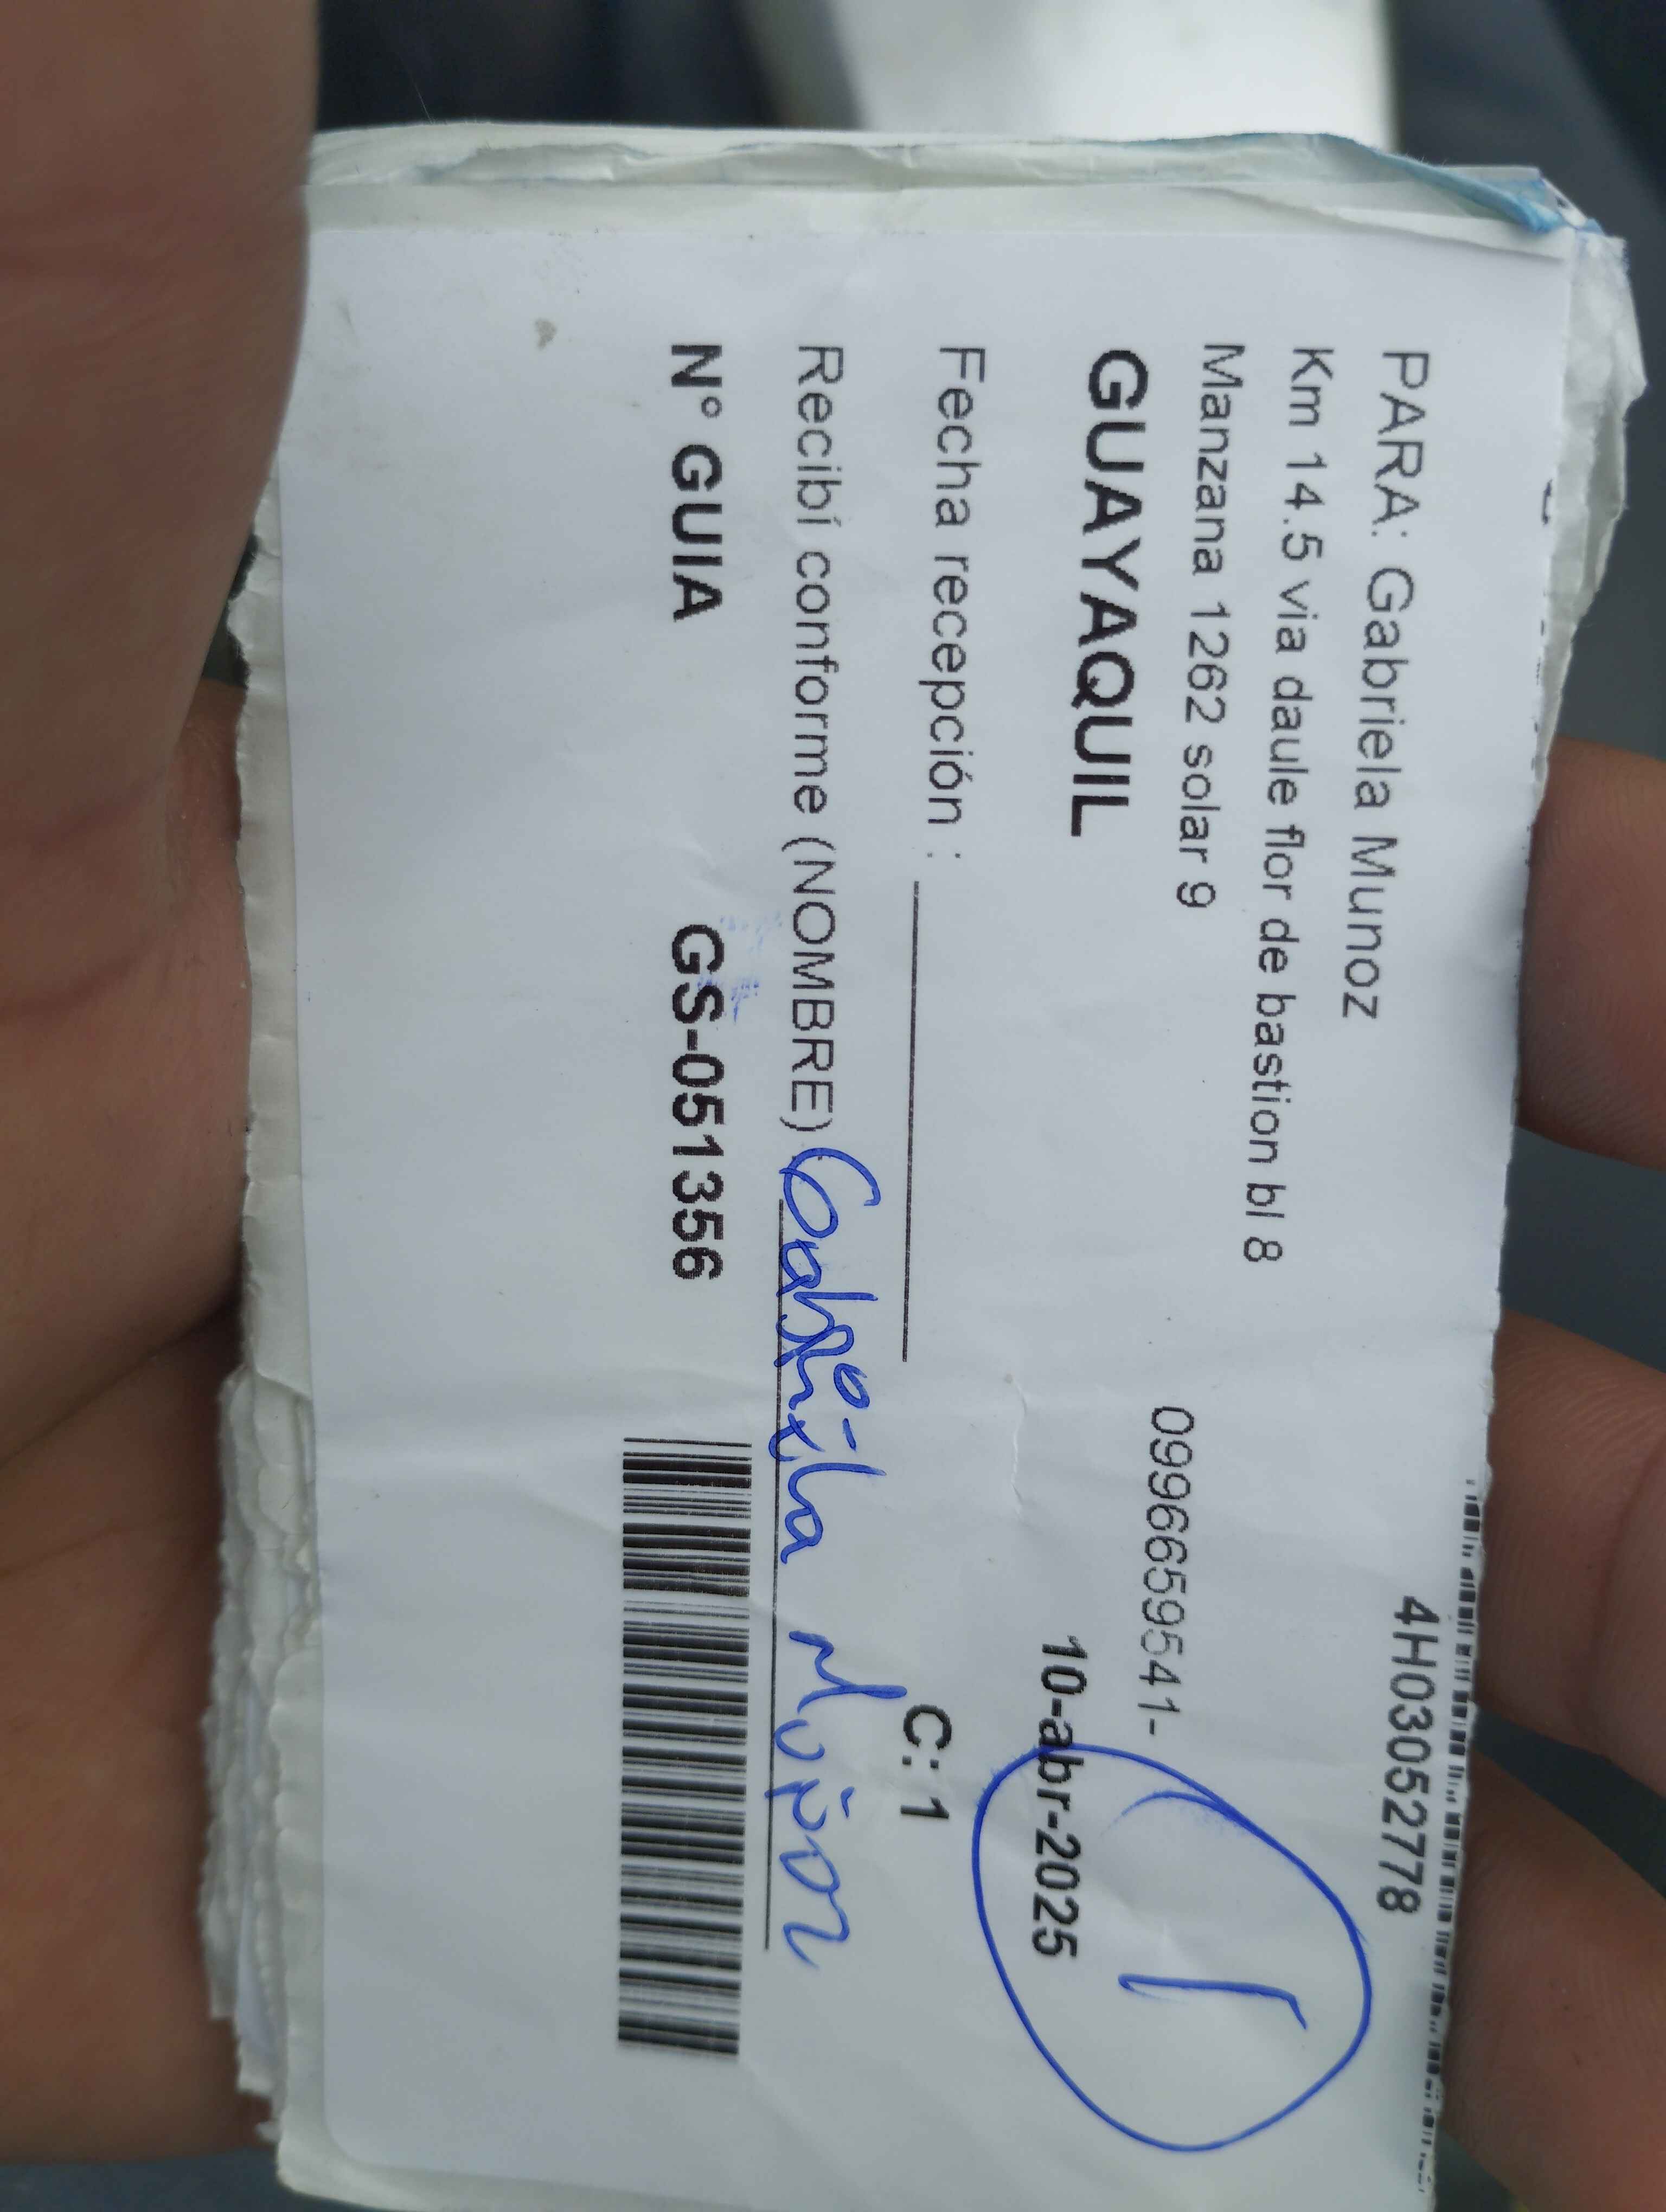 4H03052778
PARA: Gabriela Munoz
Km 14.5 via daule flor de bastion bl 8
Manzana 1262 solar 9
0996659541-
GUAYAQUIL
10-abr-2025
1
Fecha recepción :
C: 1
Recibí conforme (NOMBRE) Gabriela Muñoz
N° GUIA GS-051356